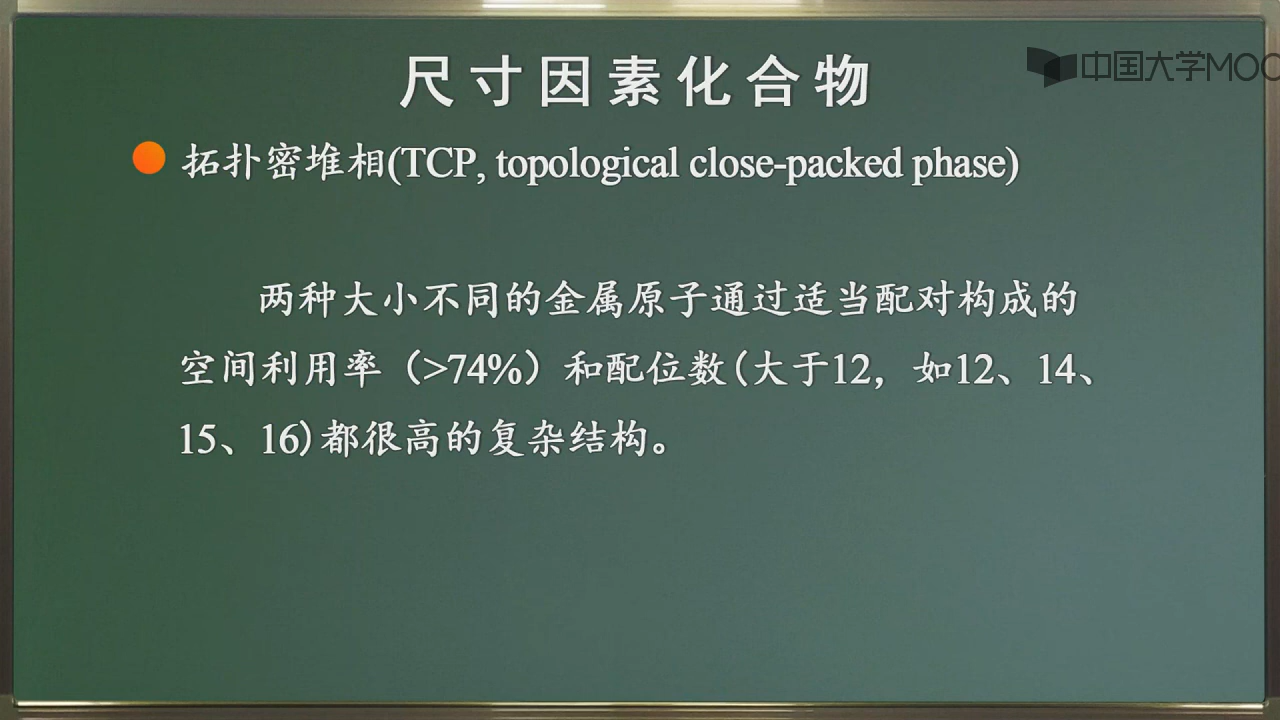 尺寸因素化合物
中国大学MOO
拓扑密堆相(TCP, topological close-packed phase)
两种大小不同的金属原子通过适当配对构成的
空间利用率（>74%）和配位数(大于12，如12、14、
15、16)都很高的复杂结构。